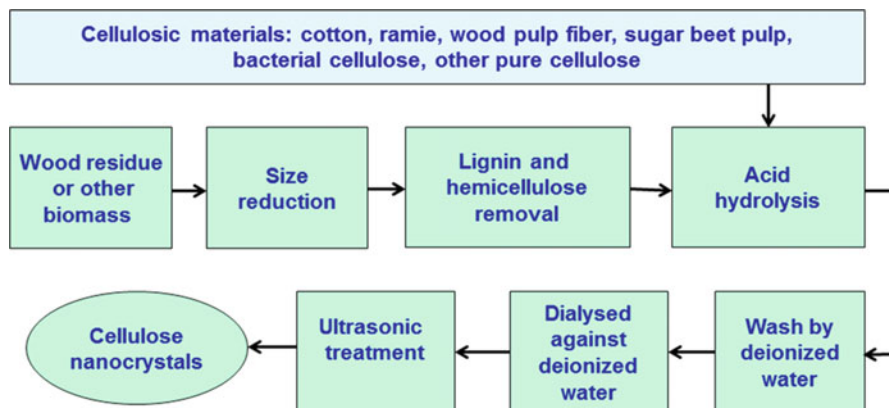 Cellulosic materials: cotton, ramie, wood pulp fiber, sugar beet pulp,
bacterial cellulose, other pure cellulose
Wood residue
or other
biomass
Size
reduction
Lignin and
hemicellulose
removal
Acid
hydrolysis
Cellulose
nanocrystals
Ultrasonic
treatment
Dialysed
against
deionized
water
Wash by
deionized
water